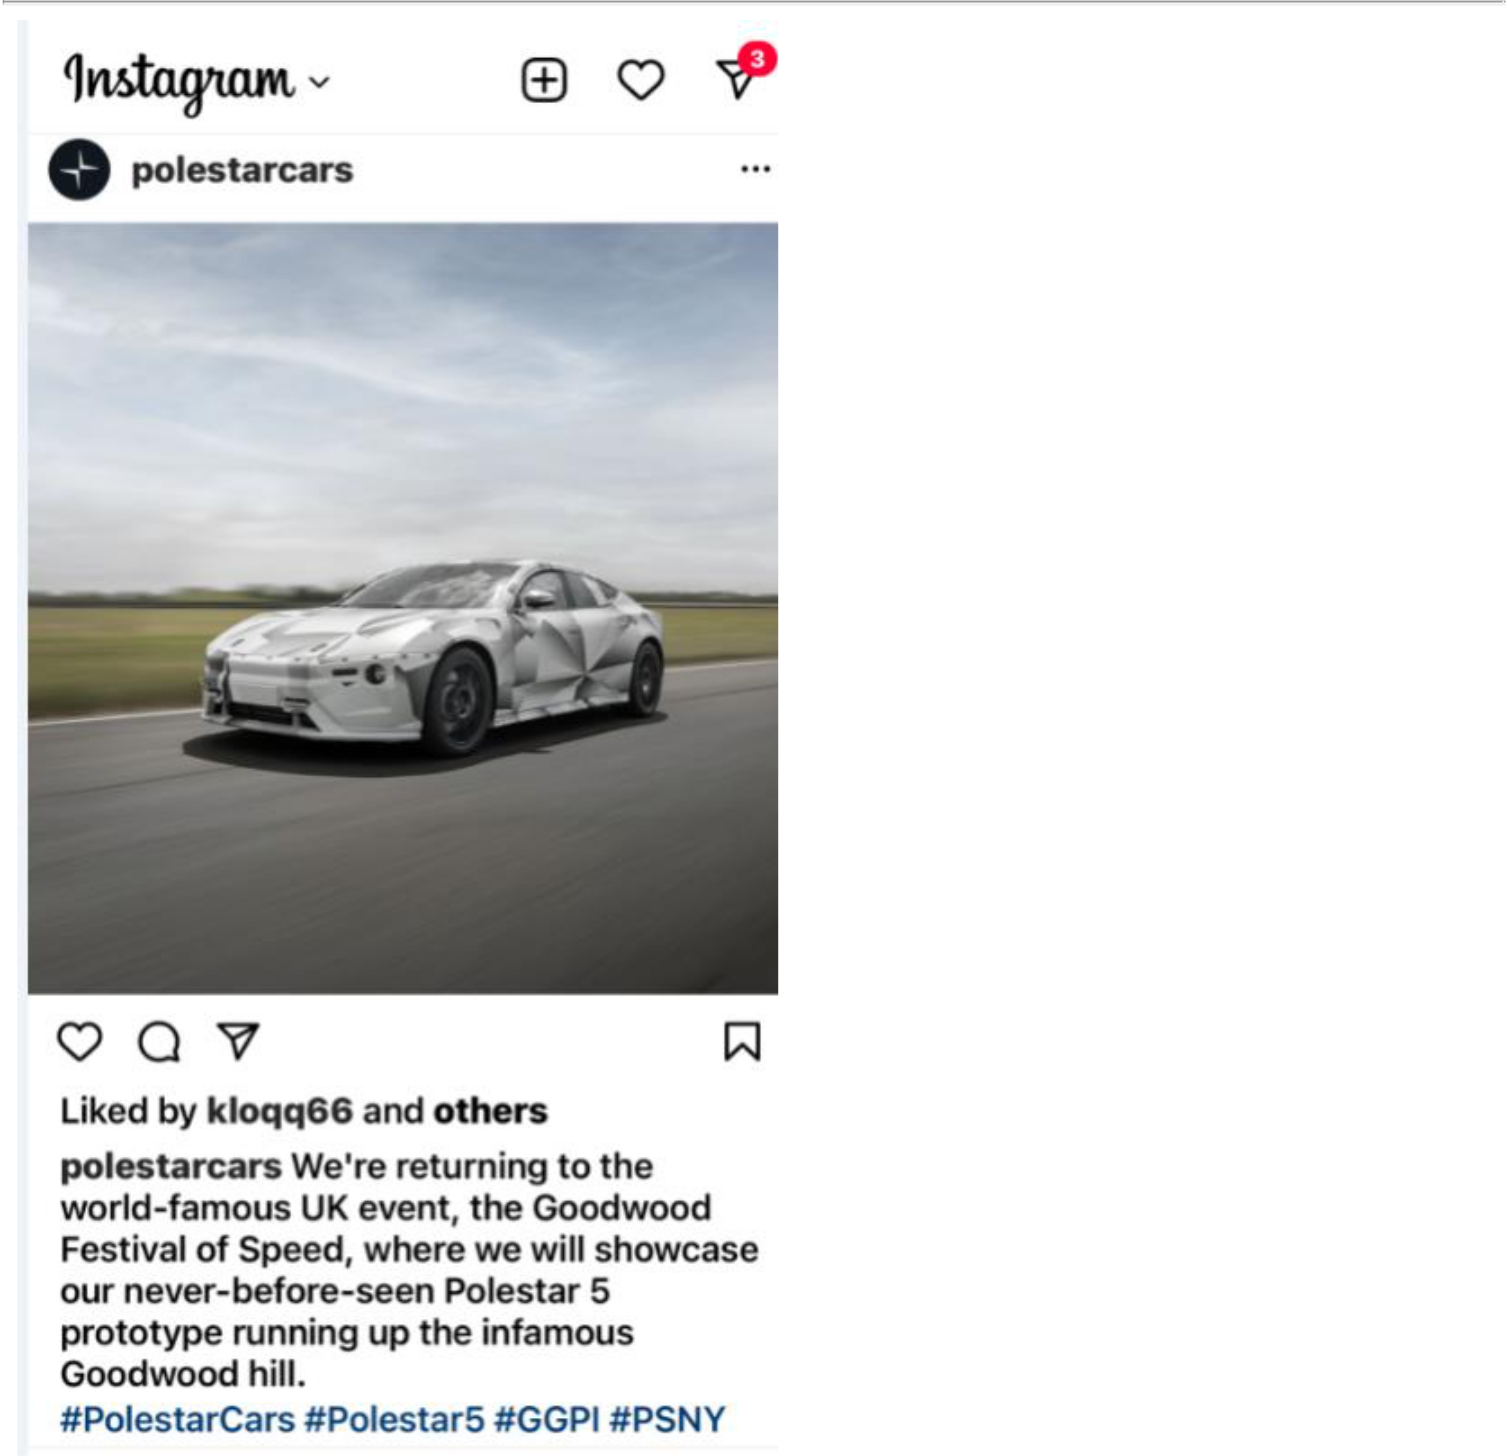 Instagram
3
polestarcars
Liked by kloqq66 and others
polestarcars We're returning to the
world-famous UK event, the Goodwood
Festival of Speed, where we will showcase
our never-before-seen Polestar 5
prototype running up the infamous
Goodwood hill.
#PolestarCars #Polestar5 #GGPI #PSNY